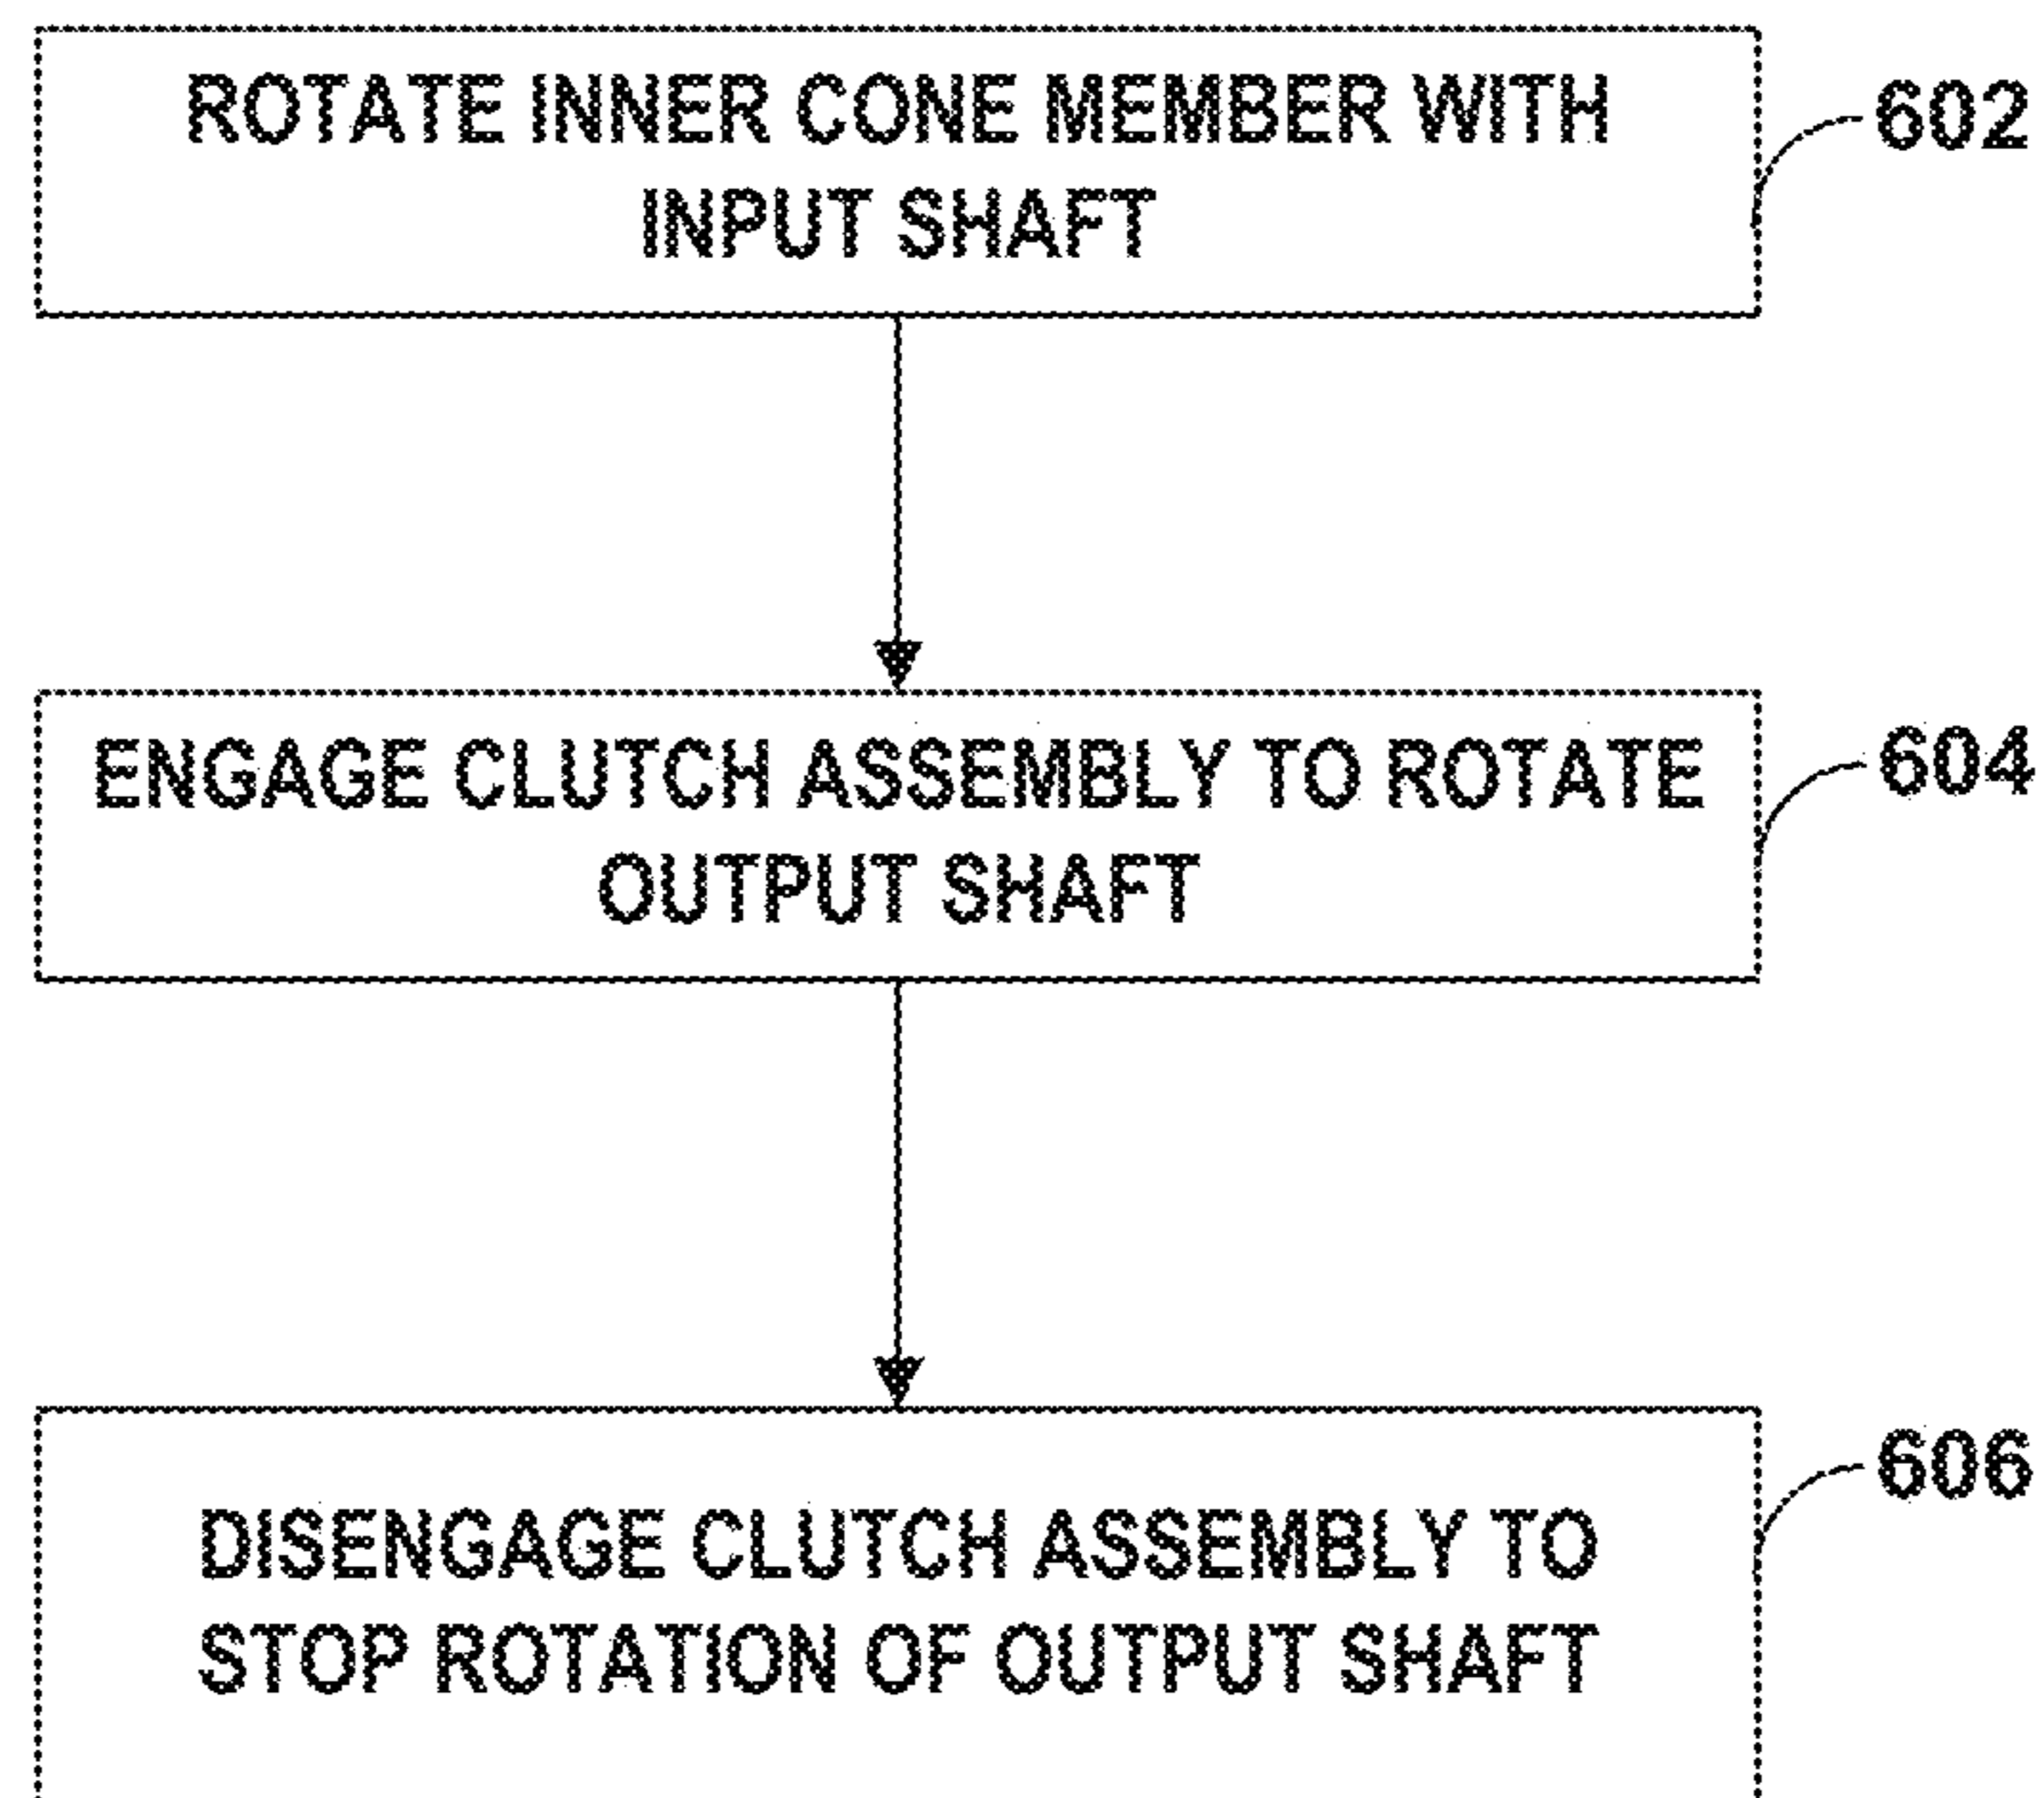 ROTATE INNER CONE MEMBER WITH
INPUT SHAFT
602
ENGAGE CLUTCH ASSEMBLY TO ROTATE
OUTPUT SHAFT
604
DISENGAGE CLUTCH ASSEMBLY TO
STOP ROTATION OF OUTPUT SHAFT
606